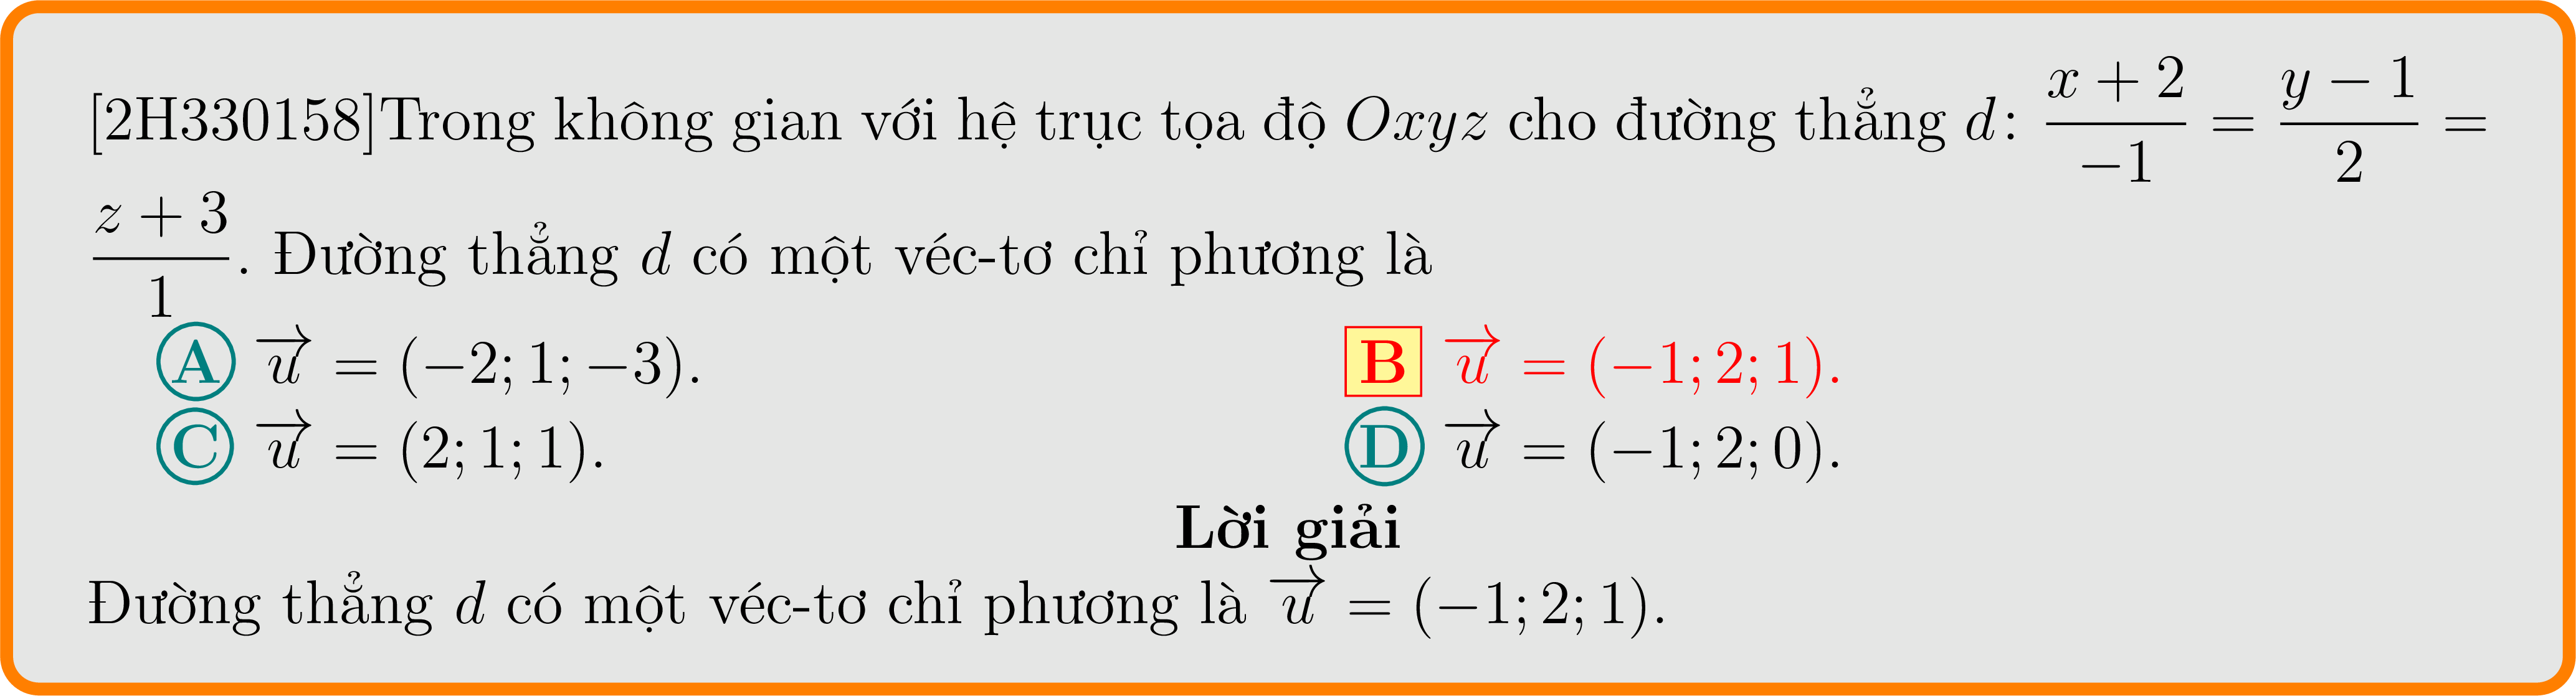 [2H330158]Trong không gian với hệ trục tọa độ Oxyz cho đường thẳng d: \dfrac{x + 2}{-1} = \dfrac{y - 1}{2} =
\dfrac{z + 3}{1}. Đường thẳng d có một véc-tơ chỉ phương là
A \overrightarrow{u} = (-2; 1; -3). B \overrightarrow{u} = (-1; 2; 1).
C \overrightarrow{u} = (2; 1; 1). D \overrightarrow{u} = (-1; 2; 0).
Lời giải
Đường thẳng d có một véc-tơ chỉ phương là \overrightarrow{u} = (-1; 2; 1).